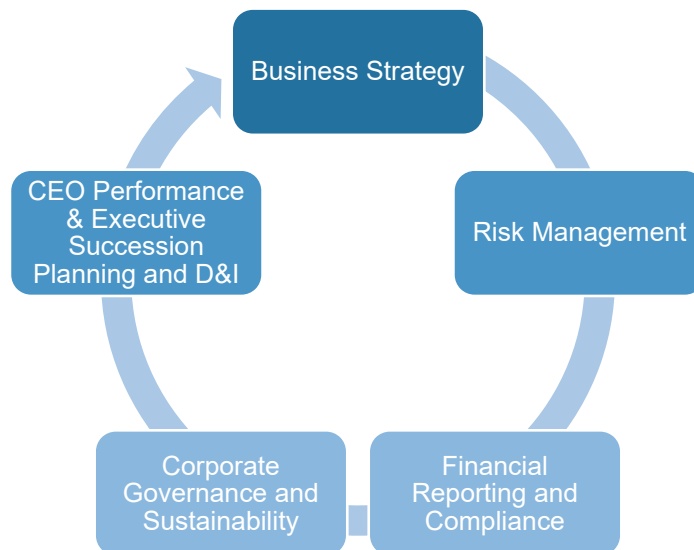 Business Strategy
Risk Management
Financial
Reporting and
Compliance
Corporate
Governance and
Sustainability
CEO Performance
& Executive
Succession
Planning and D&I